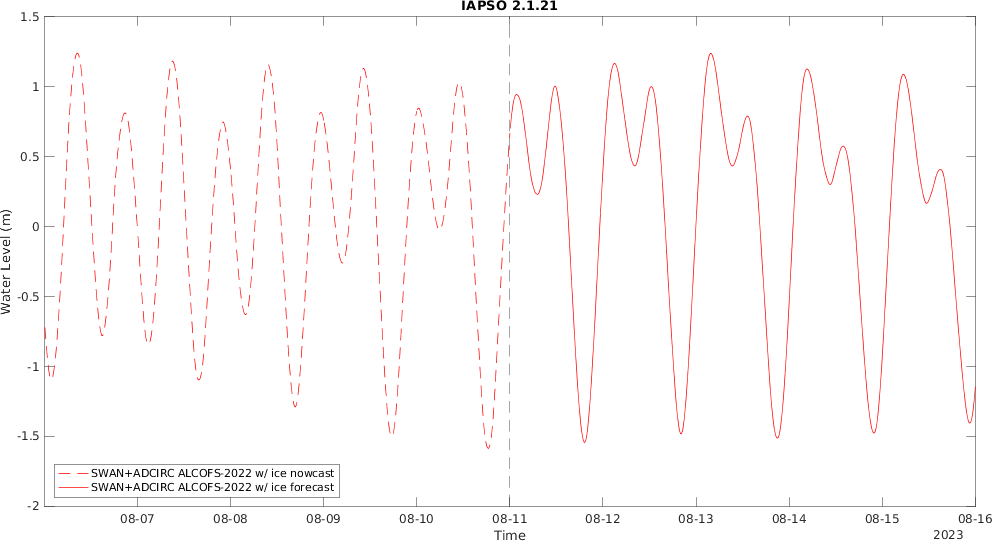 IAPSO 2.1.21
1.5
1
0.5
0
-0.5
-1
-1.5
-2
Water Level (m)
SWAN+ADCIRC ALCOFS-2022 w/ ice nowcast
SWAN+ADCIRC ALCOFS-2022 w/ ice forecast
08-07 08-08 08-09 08-10 08-11 08-12 08-13 08-14 08-15 08-16
Time
2023